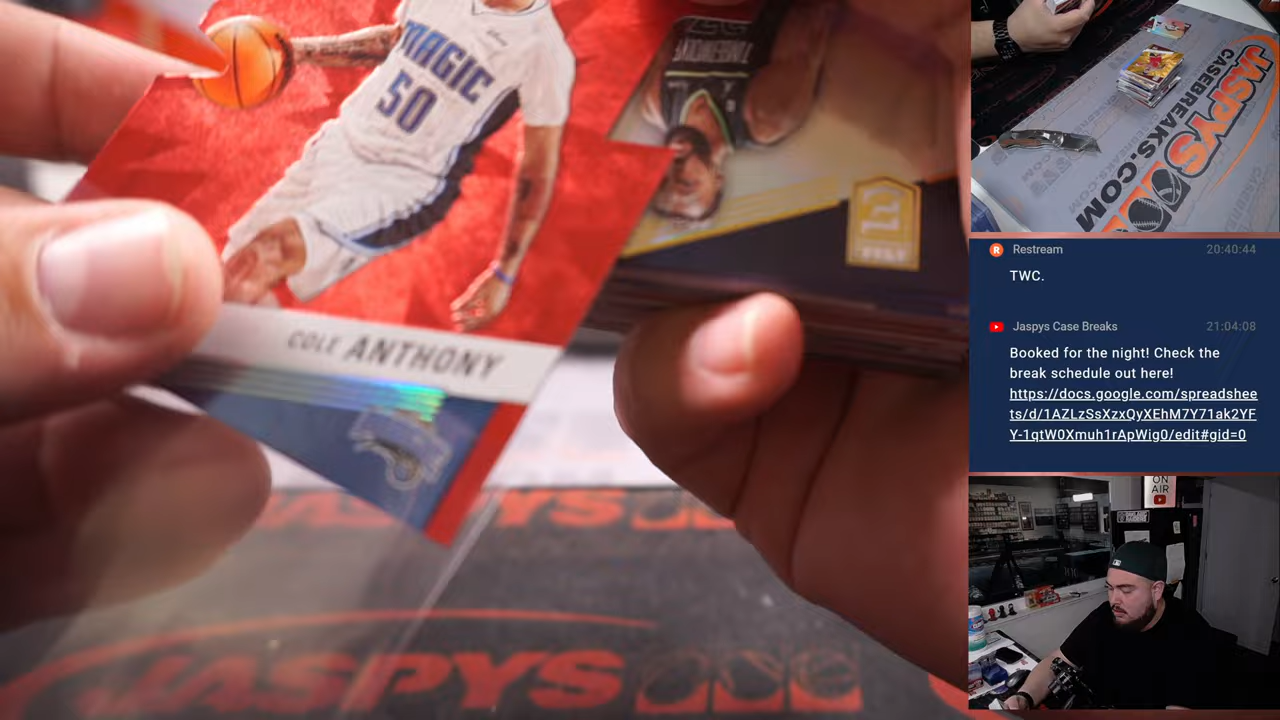 MAGIC
50
COLE ANTHONY
JASPYS
JASPYS
CASEBREAKS.COM
Restream 20:40:44
TWC.
Jaspys Case Breaks 21:04:08
Booked for the night! Check the
break schedule out here!
https://docs.google.com/spreadshee
ts/d/1AZLzSsXzxQyXEhM7Y71ak2YF
Y-1qtW0Xmuh1rApWig0/edit#gid=0
ON
AIR